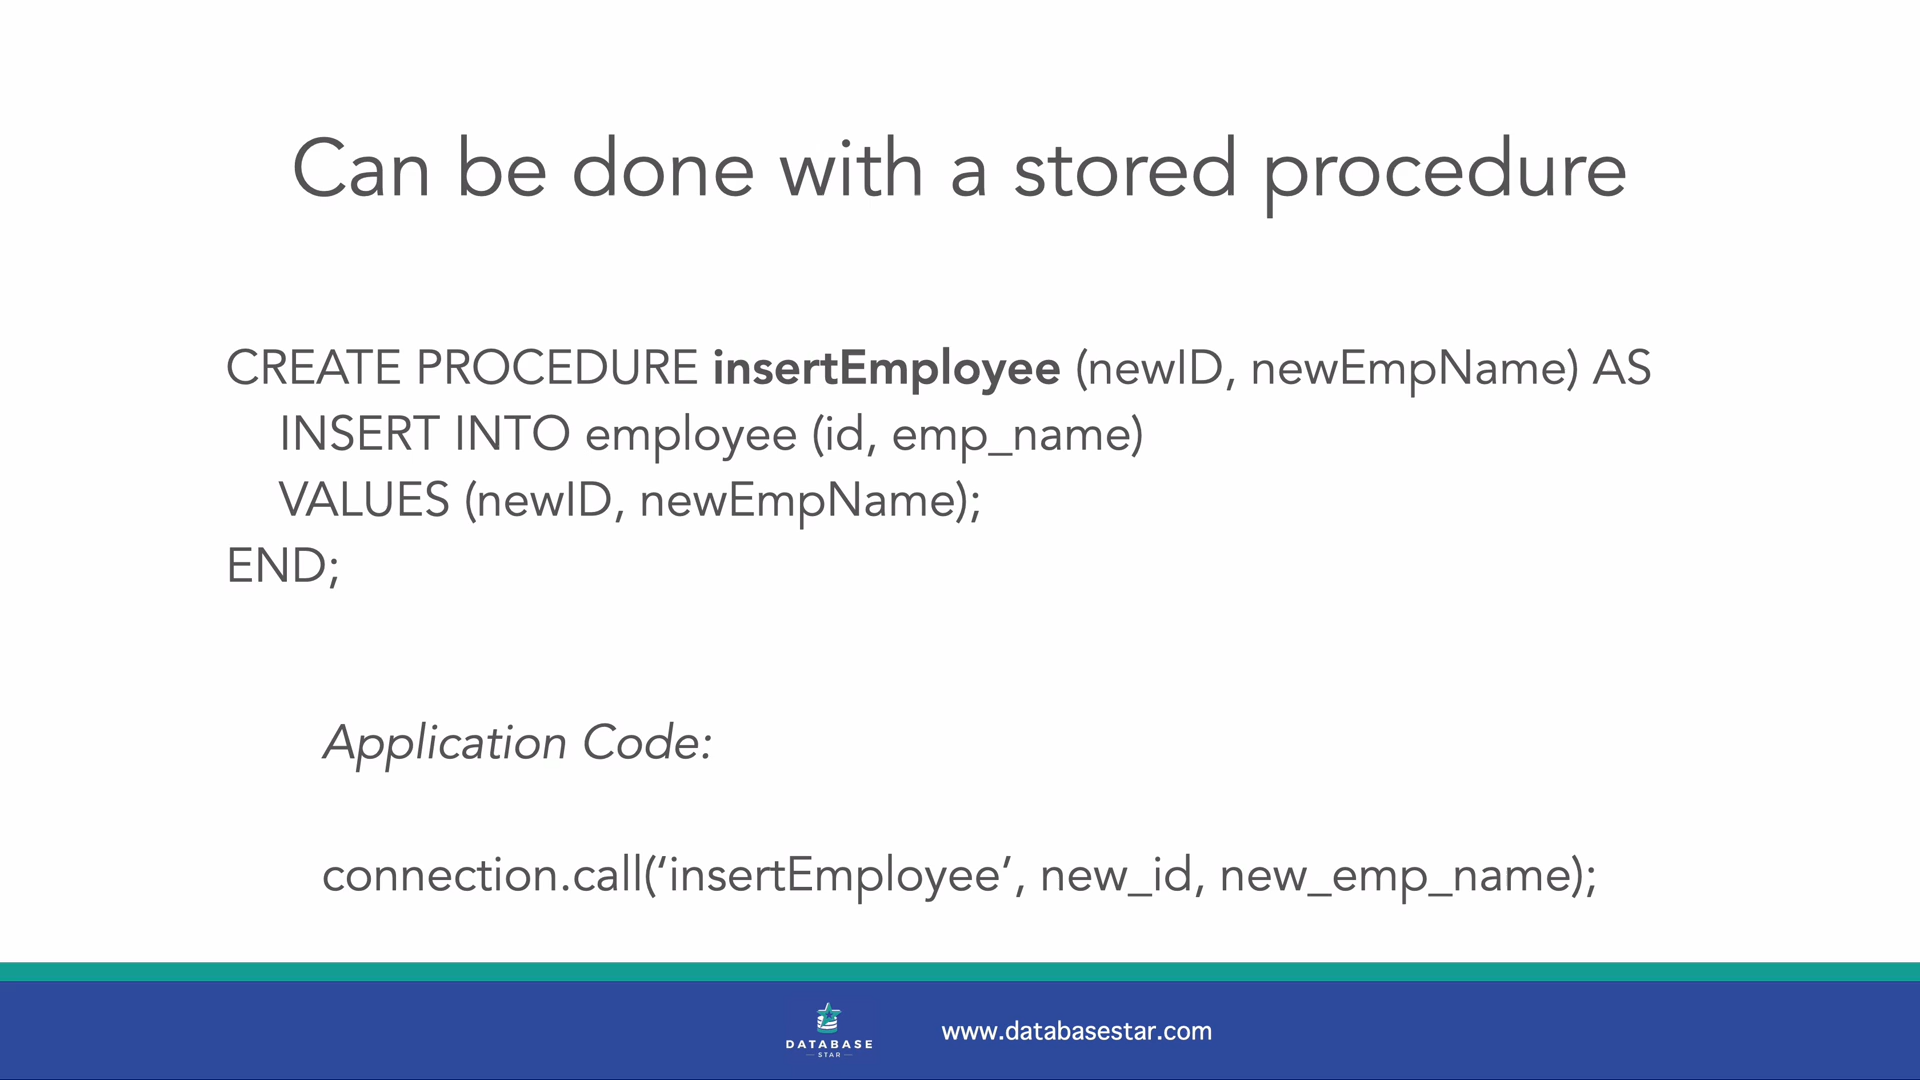 Can be done with a stored procedure
CREATE PROCEDURE insertEmployee (newID, newEmpName) AS
INSERT INTO employee (id, emp_name)
VALUES (newID, newEmpName);
END;
Application Code:
connection.call(‘insertEmployee’, new_id, new_emp_name);
DATABASE
STAR
www.databasestar.com